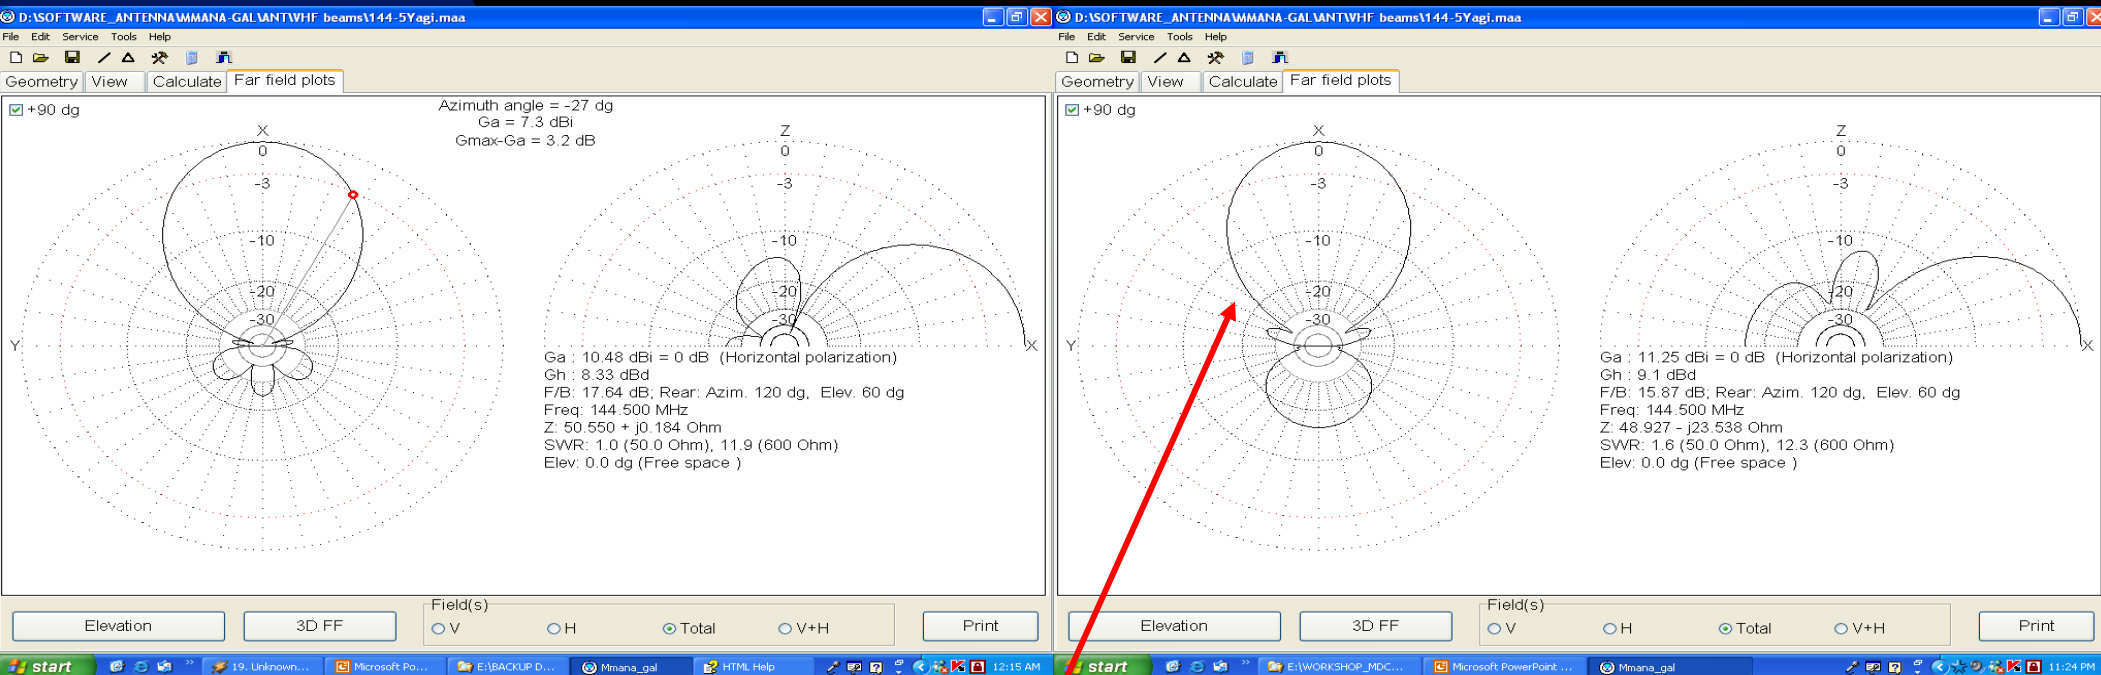 D:\SOFTWARE_ANTENNA\MMANA-GAL\ANT\VHF beams\144-5Yagi.maa
File Edit Service Tools Help
Geometry View Calculate Far field plots
+90 dg
Azimuth angle = -27 dg
Ga = 7.3 dBi
Gmax-Ga = 3.2 dB
X
0
-3
-10
-20
-30
Y
Z
0
-3
-10
-20
-30
X
Ga : 10.48 dBi = 0 dB (Horizontal polarization)
Gh : 8.33 dBd
F/B: 17.64 dB; Rear: Azim. 120 dg, Elev. 60 dg
Freq: 144.500 MHz
Z: 50.550 + j0.184 Ohm
SWR: 1.0 (50.0 Ohm), 11.9 (600 Ohm)
Elev: 0.0 dg (Free space )
Elevation
3D FF
Field(s)
V H Total V+H
Print
start
19. Unknown...
Microsoft Po...
E:\BACKUP D...
Mmana_gal
HTML Help
12:15 AM
D:\SOFTWARE_ANTENNA\MMANA-GAL\ANT\VHF beams\144-5Yagi.maa
File Edit Service Tools Help
Geometry View Calculate Far field plots
+90 dg
X
0
-3
-10
-20
-30
Y
Z
0
-3
-10
-20
-30
X
Ga : 11.25 dBi = 0 dB (Horizontal polarization)
Gh : 9.1 dBd
F/B: 15.87 dB; Rear: Azim. 120 dg, Elev. 60 dg
Freq: 144.500 MHz
Z: 48.927 - j23.538 Ohm
SWR: 1.6 (50.0 Ohm), 12.3 (600 Ohm)
Elev: 0.0 dg (Free space )
Elevation
3D FF
Field(s)
V H Total V+H
Print
start
E:\WORKSHOP_MDC...
Microsoft PowerPoint ...
Mmana_gal
11:24 PM